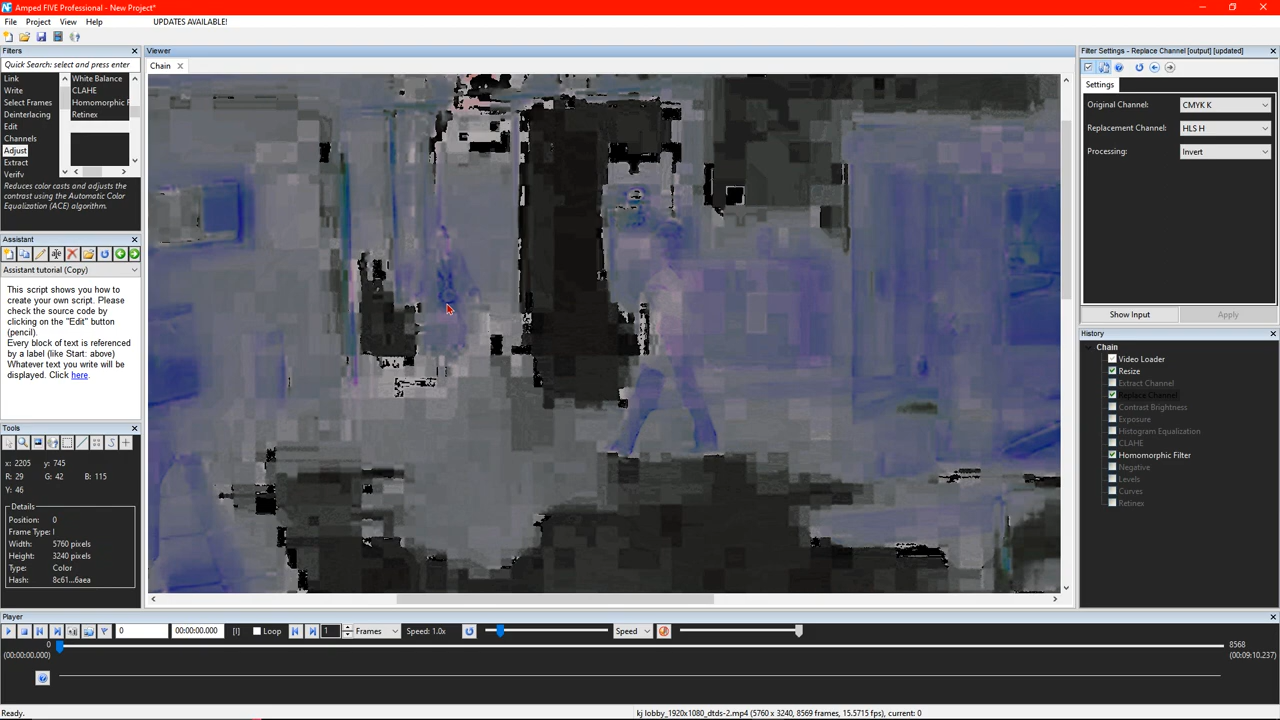 Amped FIVE Professional - New Project*
File Project View Help UPDATES AVAILABLE!
Filters
Quick Search: select and press enter
Link
Write
Select Frames
Deinterlacing
Edit
Channels
Adjust
Extract
Verify
White Balance
CLAHE
Homomorphic F
Retinex
Reduces color casts and adjusts the
contrast using the Automatic Color
Equalization (ACE) algorithm.
Assistant
Assistant tutorial (Copy)
This script shows you how to
create your own script. Please
check the source code by
clicking on the "Edit" button
(pencil).
Every block of text is referenced
by a label (like Start: above)
Whatever text you write will be
displayed. Click here.
Tools
x: 2205 y: 745
R: 29 G: 42 B: 115
Y: 46
Details
Position: 0
Frame Type: I
Width: 5760 pixels
Height: 3240 pixels
Type: Color
Hash: 8c61...6aea
Viewer
Chain
Filter Settings - Replace Channel [output] [updated]
Settings
Original Channel: CMYK K
Replacement Channel: HLS H
Processing: Invert
Show Input Apply
History
Chain
Video Loader
Resize
Extract Channel
Replace Channel
Contrast Brightness
Exposure
Histogram Equalization
CLAHE
Homomorphic Filter
Negative
Levels
Curves
Retinex
Player
0 00:00:00.000 [I] Loop 1 Frames Speed: 1.0x Speed
0 8568
(00:00:00.000) (00:09:10.237)
Ready. kj lobby_1920x1080_dtds-2.mp4 (5760 x 3240, 8569 frames, 15.5715 fps), current: 0